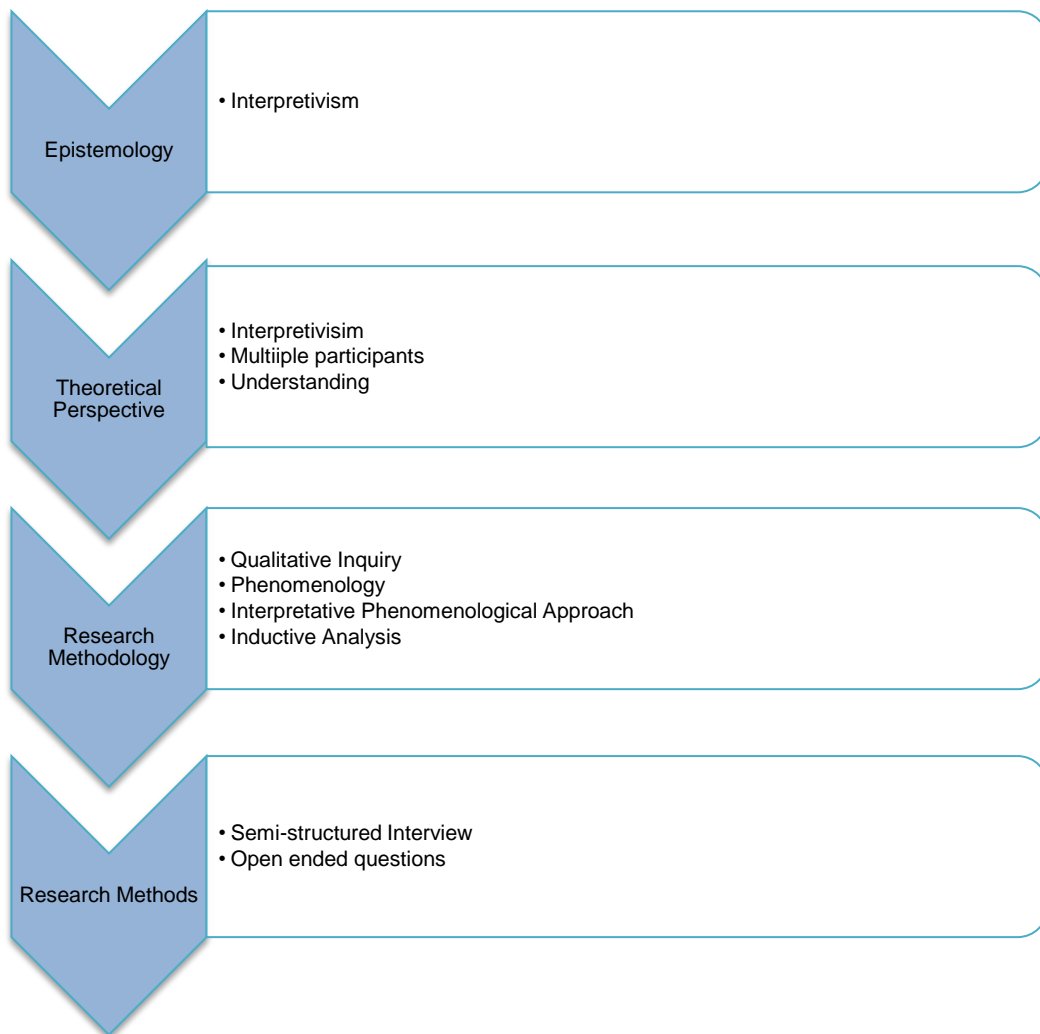 Epistemology
• Interpretivism
Theoretical
Perspective
• Interpretivisim
• Multiiple participants
• Understanding
Research
Methodology
• Qualitative Inquiry
• Phenomenology
• Interpretative Phenomenological Approach
• Inductive Analysis
Research Methods
• Semi-structured Interview
• Open ended questions